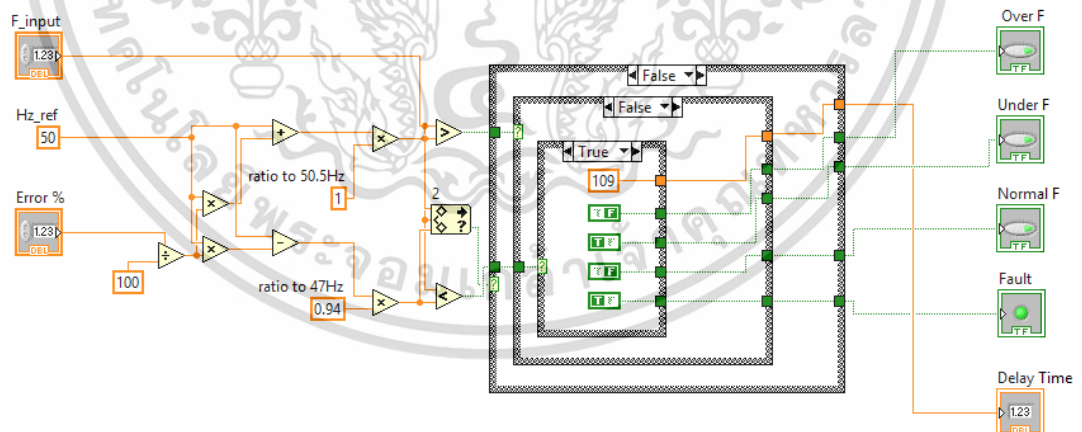 F_input
1.23
DBL
Hz_ref
50
Error %
1.23
DBL
100
+
×
÷
×
-
×
×
ratio to 50.5Hz
1
ratio to 47Hz
0.94
>
2
?
<
False
False
True
?
?
?
109
F
T
F
T
Over F
TF
Under F
TF
Normal F
TF
Fault
TF
Delay Time
1.23
DBL